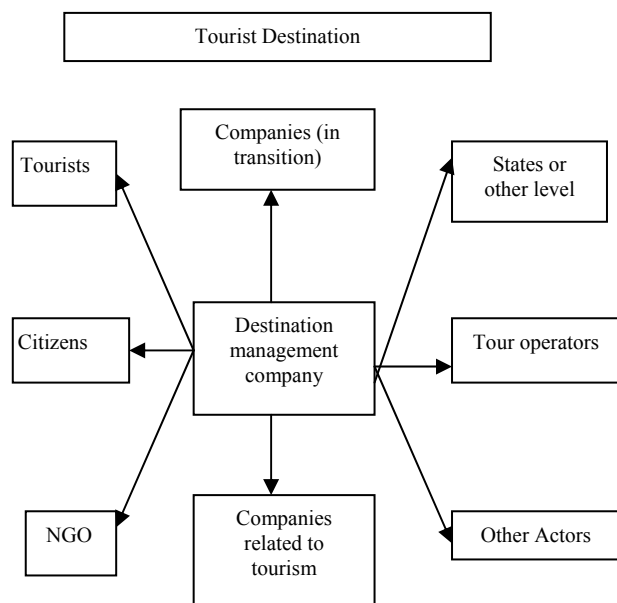 Tourist Destination
Companies (in
transition)
Tourists
States or
other level
Citizens
Destination
management
company
Tour operators
NGO
Companies
related to
tourism
Other Actors